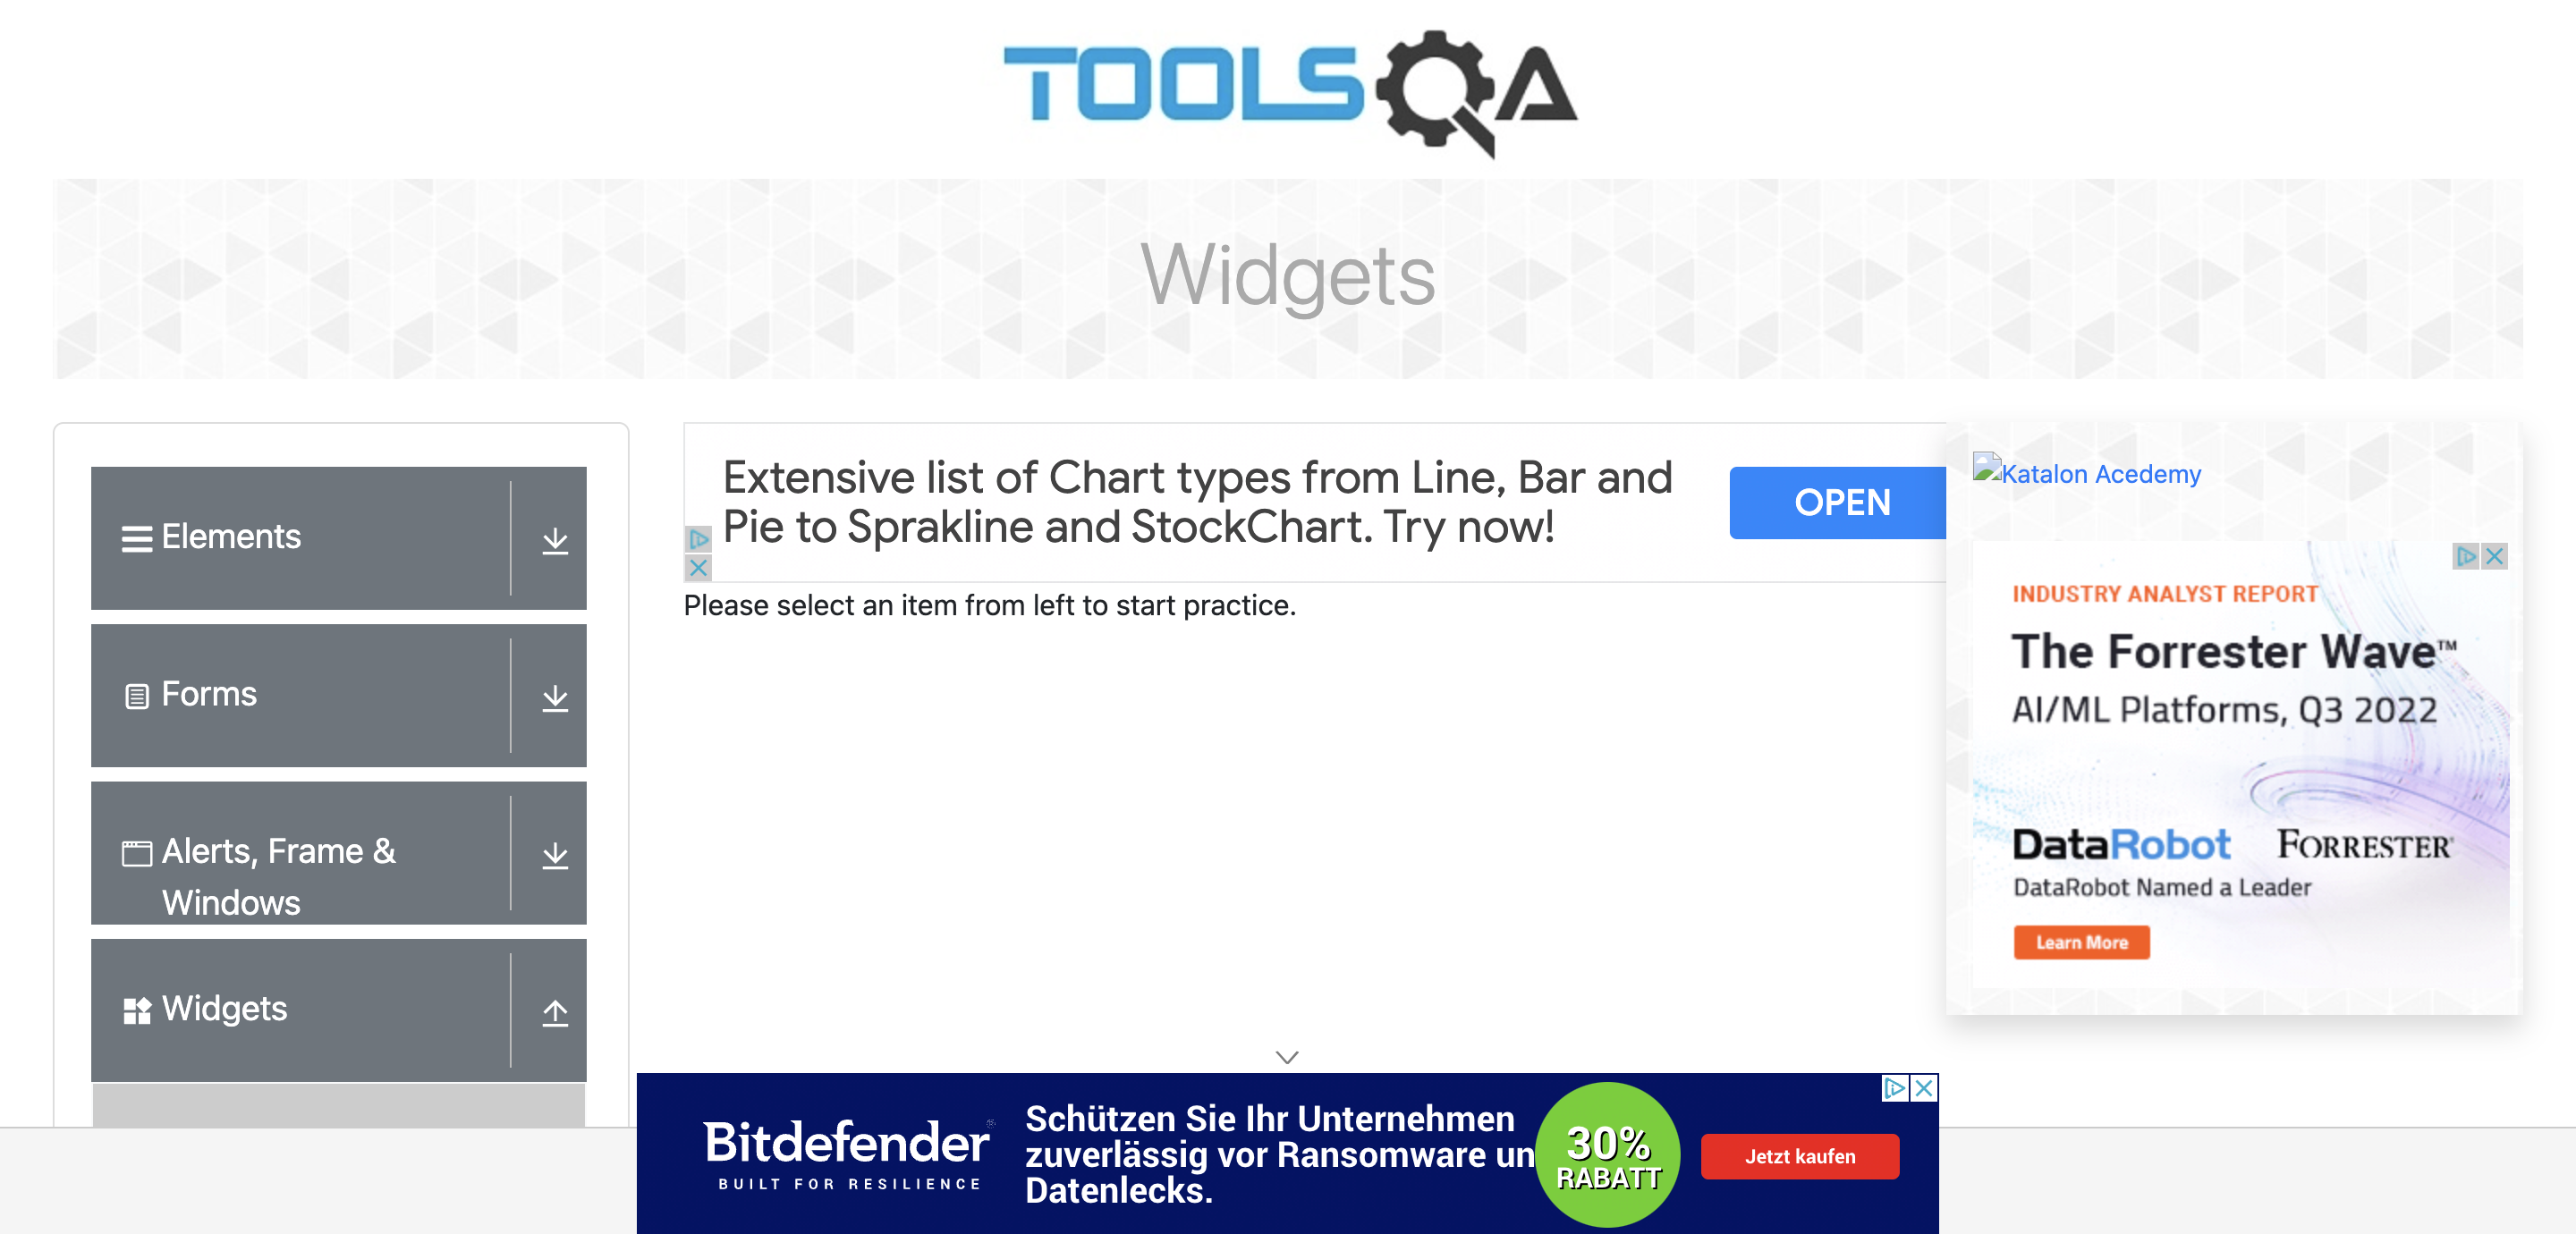 TOOLSQA
Widgets
Elements
Forms
Alerts, Frame &
Windows
Widgets
Extensive list of Chart types from Line, Bar and
Pie to Sprakline and StockChart. Try now!
OPEN
Please select an item from left to start practice.
Katalon Acedemy
INDUSTRY ANALYST REPORT
The Forrester Wave™
AI/ML Platforms, Q3 2022
DataRobot
FORRESTER®
DataRobot Named a Leader
Learn More
Bitdefender®
BUILT FOR RESILIENCE
Schützen Sie Ihr Unternehmen
zuverlässig vor Ransomware un
Datenlecks.
30%
RABATT
Jetzt kaufen